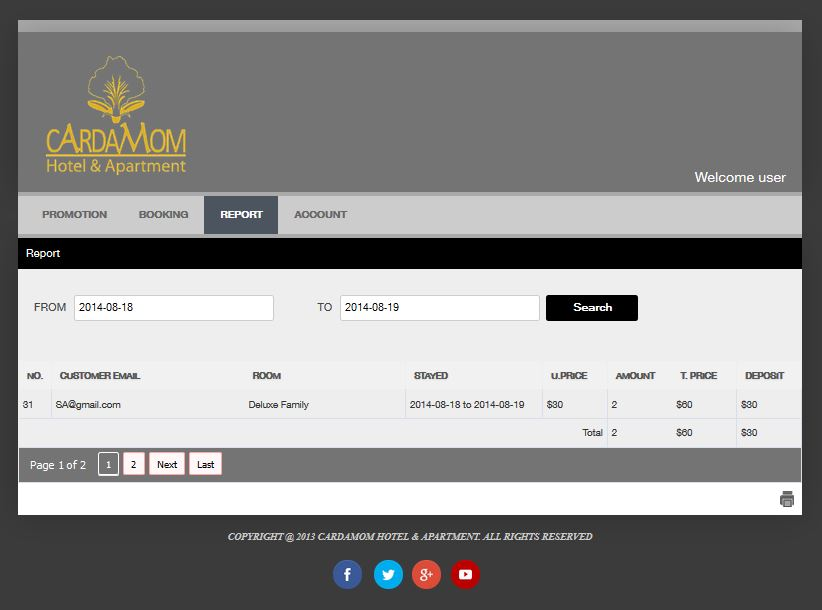 CARDAMOM
Hotel & Apartment
Welcome user
PROMOTION BOOKING REPORT ACCOUNT
Report
FROM 2014-08-18 TO 2014-08-19 Search
NO. CUSTOMER EMAIL ROOM STAYED U.PRICE AMOUNT T. PRICE DEPOSIT
31 SA@gmail.com Deluxe Family 2014-08-18 to 2014-08-19 $30 2 $60 $30
Total 2 $60 $30
Page 1 of 2 1 2 Next Last
COPYRIGHT @ 2013 CARDAMOM HOTEL & APARTMENT. ALL RIGHTS RESERVED
f g+